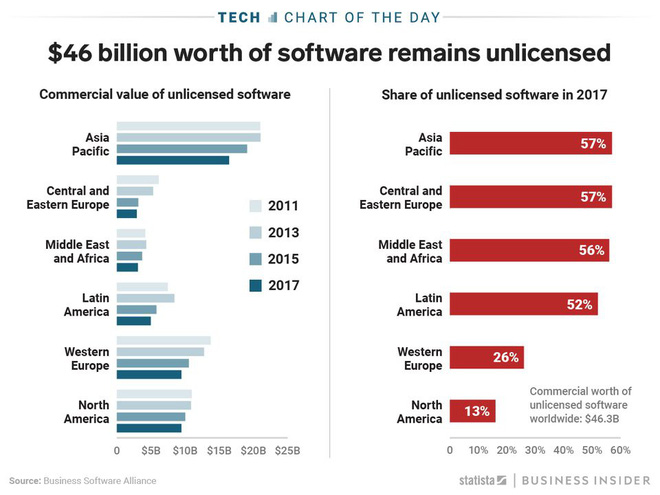 TECH CHART OF THE DAY
$46 billion worth of software remains unlicensed
Commercial value of unlicensed software
Asia
Pacific
Central and
Eastern Europe
Middle East
and Africa
Latin
America
Western
Europe
North
America
2011
2013
2015
2017
0 $5B $10B $15B $20B $25B
Share of unlicensed software in 2017
Asia
Pacific
57%
Central and
Eastern Europe
57%
Middle East
and Africa
56%
Latin
America
52%
Western
Europe
26%
North
America
13%
Commercial worth of
unlicensed software
worldwide: $46.3B
0 10% 20% 30% 40% 50% 60%
Source: Business Software Alliance
statista BUSINESS INSIDER